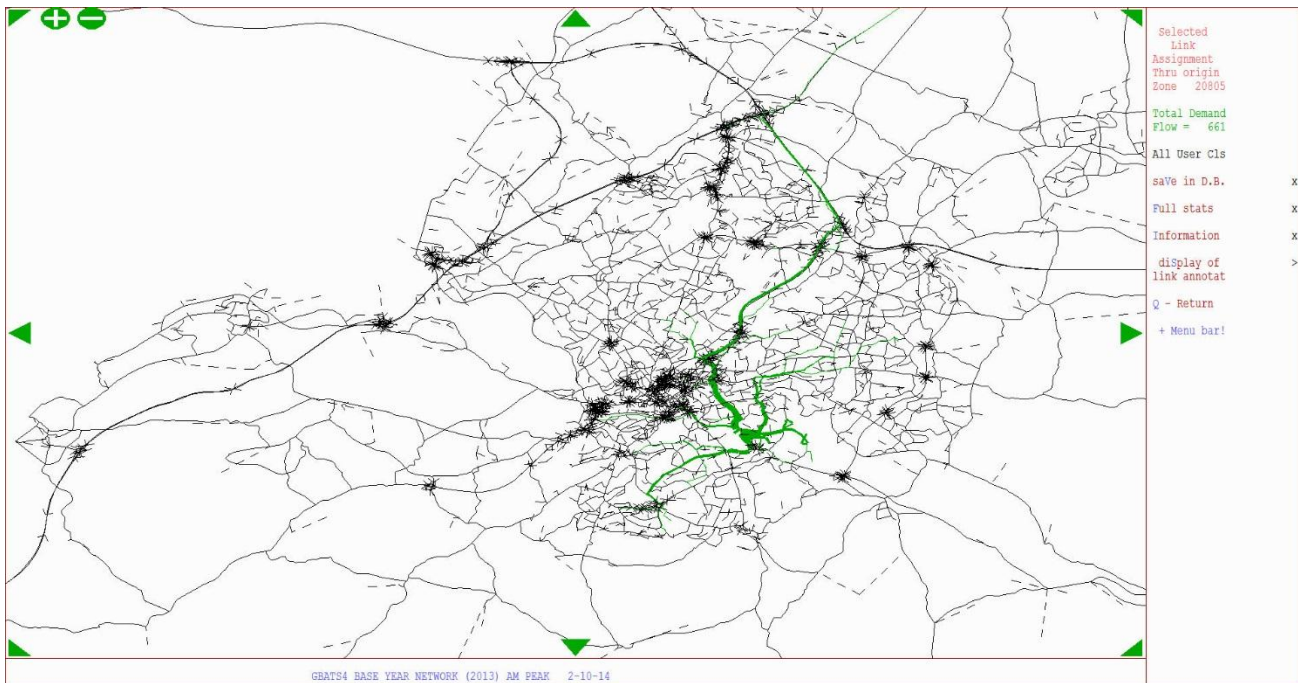 Selected
Link
Assignment
Thru origin
Zone 20805
Total Demand
Flow = 661
All User Cls
saVe in D.B. x
Full stats x
Information x
diSplay of >
link annotat
Q - Return
+ Menu bar!
GBATS4 BASE YEAR NETWORK (2013) AM PEAK 2-10-14